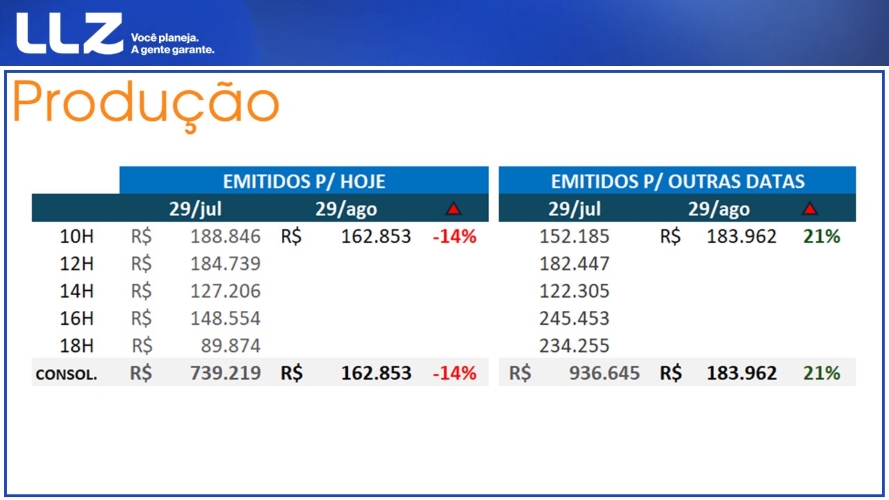 LLZ
Você planeja.
A gente garante.
Produção
EMITIDOS P/ HOJE EMITIDOS P/ OUTRAS DATAS
29/jul 29/ago 29/jul 29/ago
10H R$ 188.846 R$ 162.853 -14% 152.185 R$ 183.962 21%
12H R$ 184.739 182.447
14H R$ 127.206 122.305
16H R$ 148.554 245.453
18H R$ 89.874 234.255
CONSOL. R$ 739.219 R$ 162.853 -14% R$ 936.645 R$ 183.962 21%